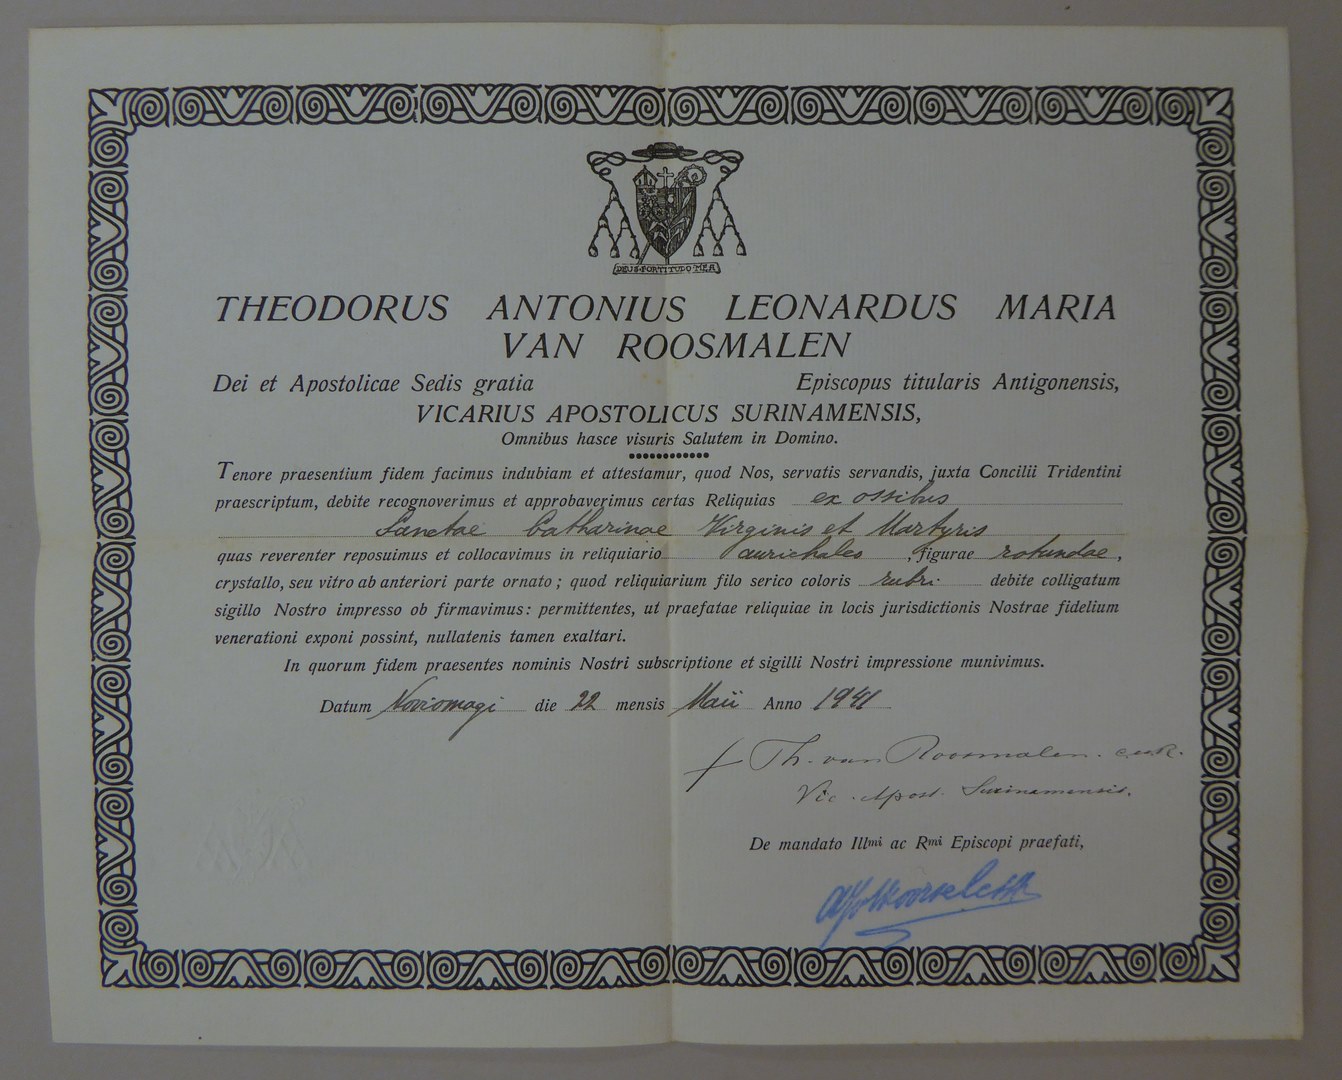 DEUS·FORTITUDO·MEA
THEODORUS ANTONIUS LEONARDUS MARIA
VAN ROOSMALEN
Dei et Apostolicae Sedis gratia Episcopus titularis Antigonensis,
VICARIUS APOSTOLICUS SURINAMENSIS,
Omnibus hasce visuris Salutem in Domino.
Tenore praesentium fidem facimus indubiam et attestamur, quod Nos, servatis servandis, juxta Concilii Tridentini
praescriptum, debite recognoverimus et approbaverimus certas Reliquias ex ossibus
Sanctae Catharinae Virginis et Martyris
quas reverenter reposuimus et collocavimus in reliquiario aurichalco, figurae rotundae,
crystallo, seu vitro ab anteriori parte ornato; quod reliquiarium filo serico coloris rubri debite colligatum
sigillo Nostro impresso ob firmavimus: permittentes, ut praefatae reliquiae in locis jurisdictionis Nostrae fidelium
venerationi exponi possint, nullatenis tamen exaltari.
In quorum fidem praesentes nominis Nostri subscriptione et sigilli Nostri impressione munivimus.
Datum Noviomagi die 22 mensis Maii Anno 1941
† Th. van Roosmalen. c.ss.R.
Vic. Apost. Surinamensis.
De mandato Illmi ac Rmi Episcopi praefati,